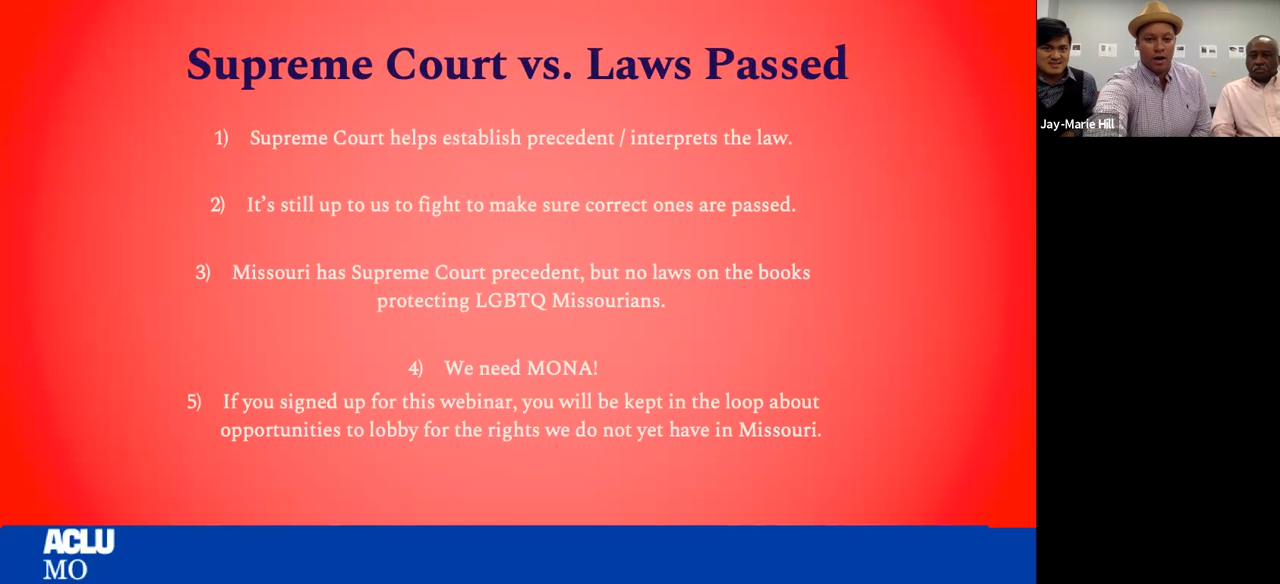 Supreme Court vs. Laws Passed
1) Supreme Court helps establish precedent / interprets the law.
2) It’s still up to us to fight to make sure correct ones are passed.
3) Missouri has Supreme Court precedent, but no laws on the books
protecting LGBTQ Missourians.
4) We need MONA!
5) If you signed up for this webinar, you will be kept in the loop about
opportunities to lobby for the rights we do not yet have in Missouri.
ACLU
MO
Jay-Marie Hill